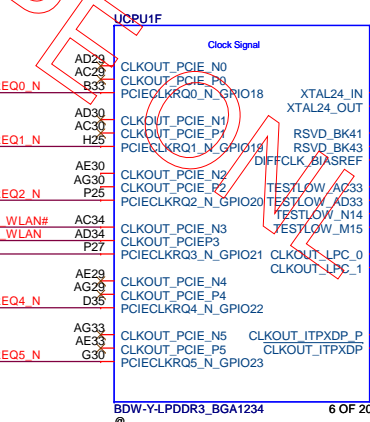 UCPU1F
Clock Signal
AD29 CLKOUT_PCIE_N0
AC29 CLKOUT_PCIE_P0
EQ0_N B33 PCIECLKRQ0_N_GPIO18 XTAL24_IN
XTAL24_OUT
AD30 CLKOUT_PCIE_N1
AC30 CLKOUT_PCIE_P1 RSVD_BK41
EQ1_N H25 PCIECLKRQ1_N_GPIO19 RSVD_BK43
DIFFCLK_BIASREF
AE30 CLKOUT_PCIE_N2
AG30 CLKOUT_PCIE_P2 TESTLOW_AC33
EQ2_N P25 PCIECLKRQ2_N_GPIO20 TESTLOW_AD33
TESTLOW_N14
_WLAN# AC34 CLKOUT_PCIE_N3 TESTLOW_M15
_WLAN AD34 CLKOUT_PCIEP3
P27 PCIECLKRQ3_N_GPIO21 CLKOUT_LPC_0
CLKOUT_LPC_1
AE29 CLKOUT_PCIE_N4
AG29 CLKOUT_PCIE_P4
EQ4_N D35 PCIECLKRQ4_N_GPIO22
AG33 CLKOUT_PCIE_N5 CLKOUT_ITPXDP_P
AE33 CLKOUT_PCIE_P5 CLKOUT_ITPXDP
EQ5_N G30 PCIECLKRQ5_N_GPIO23
BDW-Y-LPDDR3_BGA1234 6 OF 20
@